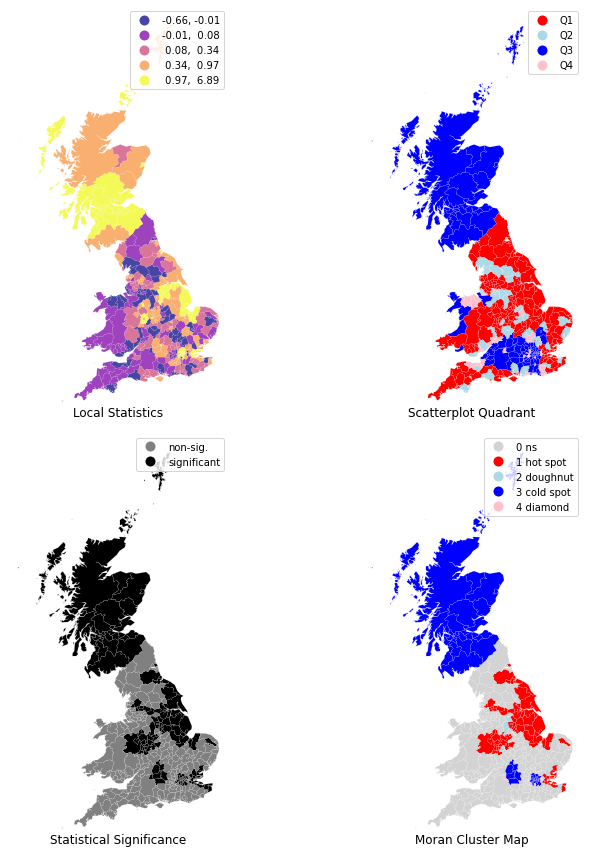 -0.66, -0.01
-0.01, 0.08
0.08, 0.34
0.34, 0.97
0.97, 6.89
Local Statistics
Q1
Q2
Q3
Q4
Scatterplot Quadrant
non-sig.
significant
Statistical Significance
0 ns
1 hot spot
2 doughnut
3 cold spot
4 diamond
Moran Cluster Map